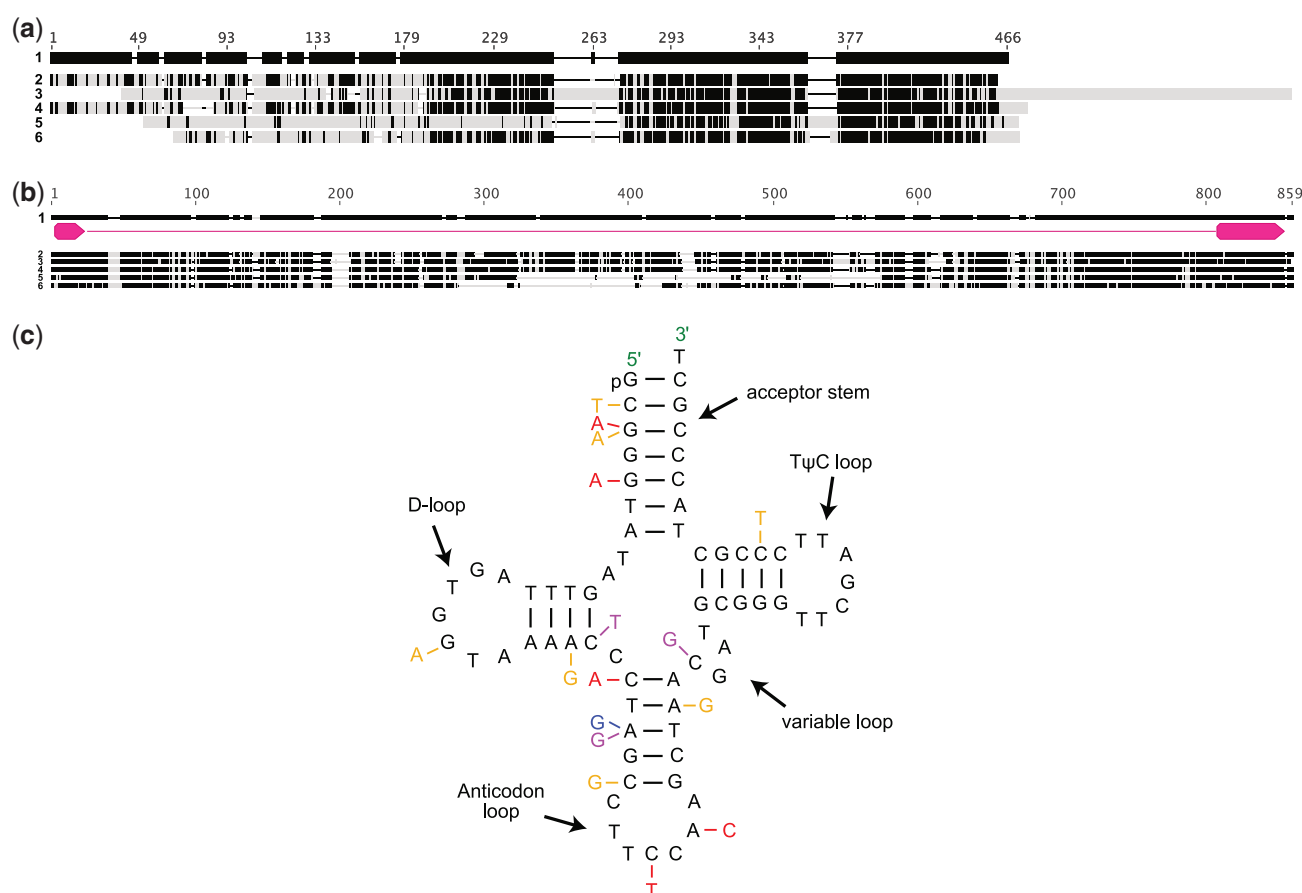 (a)
1 49 93 133 179 229 263 293 343 377 466
1
2
3
4
5
6
(b)
1 100 200 300 400 500 600 700 800 859
1
2
3
4
5
6
(c)
5' 3'
T
pG C
T C G
acceptor stem
A G C
A
G C
TψC loop
A G C
D-loop
T A
T
A T
C G C C C T T A
T
G A
T
A
T T T G
G
G
G C G G G T T C
T
G
A
G A A A A C
T
A T
C
T
G
A
C
G
G
A C A
T A G
variable loop
G
G
A T
G C
G C G
Anticodon
loop
C A
T A C
T C C
T